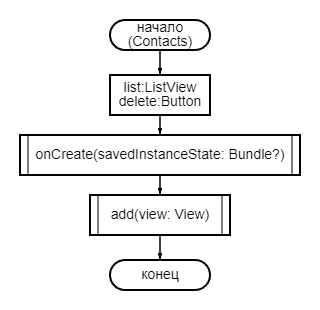 начало
(Contacts)
list:ListView
delete:Button
onCreate(savedInstanceState: Bundle?)
add(view: View)
конец